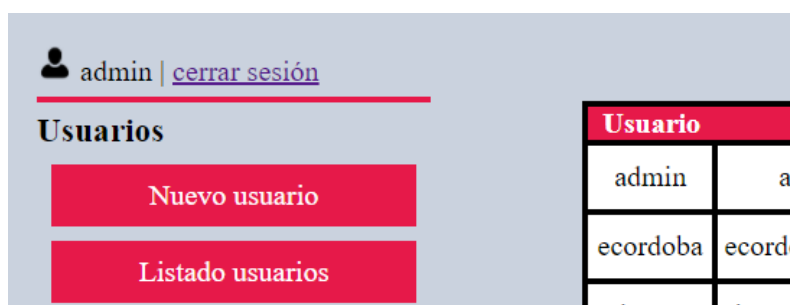 admin | cerrar sesión
Usuarios
Nuevo usuario
Listado usuarios
Usuario
admin
ecordoba